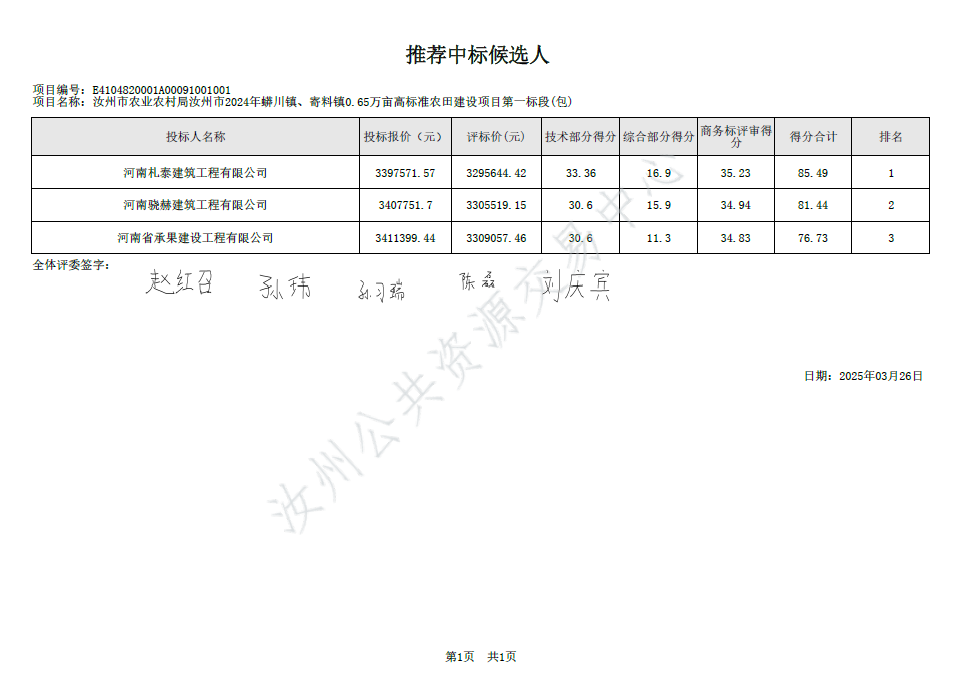 推荐中标候选人
项目编号: E4104820001A00091001001
项目名称: 汝州市农业农村局汝州市2024年蟒川镇、寄料镇0.65万亩高标准农田建设项目第一标段(包)
投标人名称 投标报价（元） 评标价(元) 技术部分得分 综合部分得分 商务标评审得分 得分合计 排名
河南札泰建筑工程有限公司 3397571.57 3295644.42 33.36 16.9 35.23 85.49 1
河南骁赫建筑工程有限公司 3407751.7 3305519.15 30.6 15.9 34.94 81.44 2
河南省承果建设工程有限公司 3411399.44 3309057.46 30.6 11.3 34.83 76.73 3
全体评委签字:
赵红召 孙玮 孙习瑞 陈磊 刘庆宾
日期: 2025年03月26日
汝州公共资源交易中心
第1页 共1页